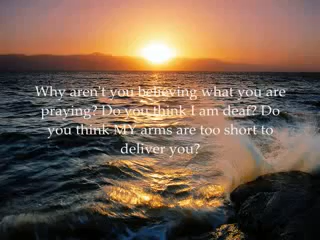 Why aren't you believing what you are
praying? Do you think I am deaf? Do
you think MY arms are too short to
deliver you?